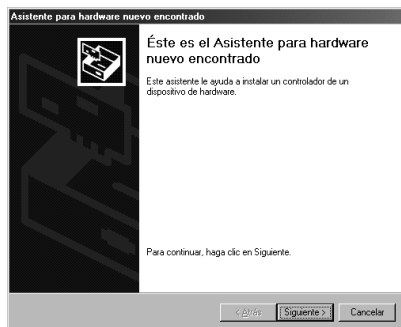 Asistente para hardware nuevo encontrado
Éste es el Asistente para hardware
nuevo encontrado
Este asistente le ayuda a instalar un controlador de un
dispositivo de hardware.
Para continuar, haga clic en Siguiente.
< Atrás
Siguiente >
Cancelar